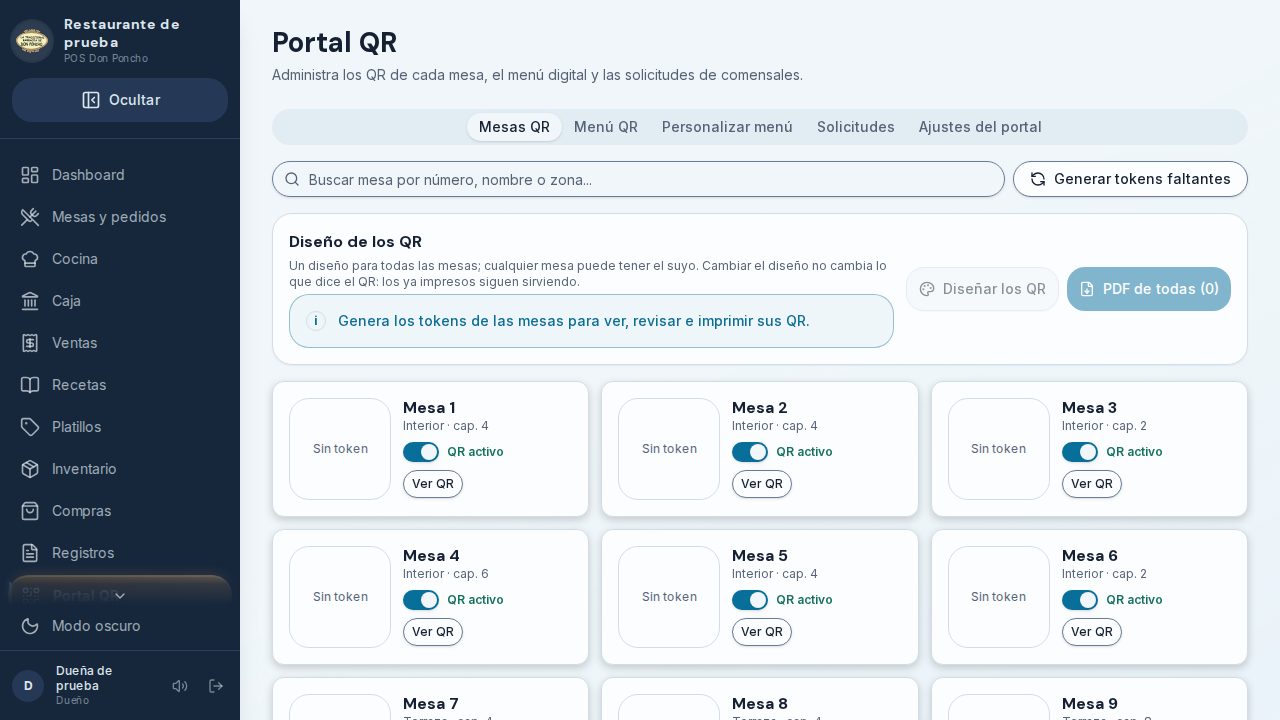 Restaurante de
prueba
POS Don Poncho
Ocultar
Dashboard
Mesas y pedidos
Cocina
Caja
Ventas
Recetas
Platillos
Inventario
Compras
Registros
Portal QR
Modo oscuro
D
Dueña de
prueba
Dueño
Portal QR
Administra los QR de cada mesa, el menú digital y las solicitudes de comensales.
Mesas QR
Menú QR
Personalizar menú
Solicitudes
Ajustes del portal
Buscar mesa por número, nombre o zona...
Generar tokens faltantes
Diseño de los QR
Un diseño para todas las mesas; cualquier mesa puede tener el suyo. Cambiar el diseño no cambia lo
que dice el QR: los ya impresos siguen sirviendo.
i
Genera los tokens de las mesas para ver, revisar e imprimir sus QR.
Diseñar los QR
PDF de todas (0)
Sin token
Mesa 1
Interior · cap. 4
QR activo
Ver QR
Sin token
Mesa 2
Interior · cap. 4
QR activo
Ver QR
Sin token
Mesa 3
Interior · cap. 2
QR activo
Ver QR
Sin token
Mesa 4
Interior · cap. 6
QR activo
Ver QR
Sin token
Mesa 5
Interior · cap. 4
QR activo
Ver QR
Sin token
Mesa 6
Interior · cap. 2
QR activo
Ver QR
Mesa 7
Mesa 8
Mesa 9